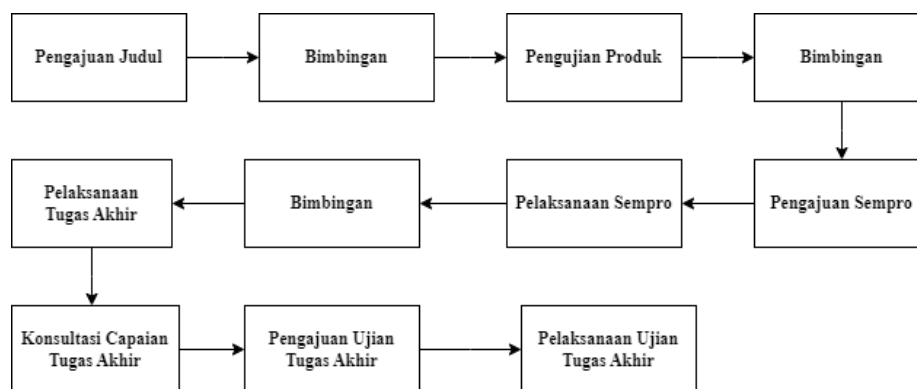 Pengajuan Judul
Bimbingan
Pengujian Produk
Bimbingan
Pelaksanaan
Tugas Akhir
Bimbingan
Pelaksanaan Sempro
Pengajuan Sempro
Konsultasi Capaian
Tugas Akhir
Pengajuan Ujian
Tugas Akhir
Pelaksanaan Ujian
Tugas Akhir